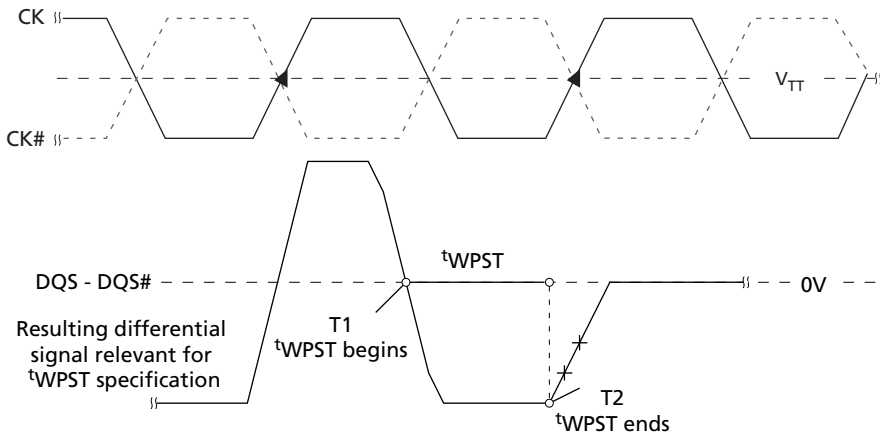 CK
VTT
CK#
tWPST
DQS - DQS#
0V
Resulting differential
signal relevant for
tWPST specification
T1
tWPST begins
T2
tWPST ends